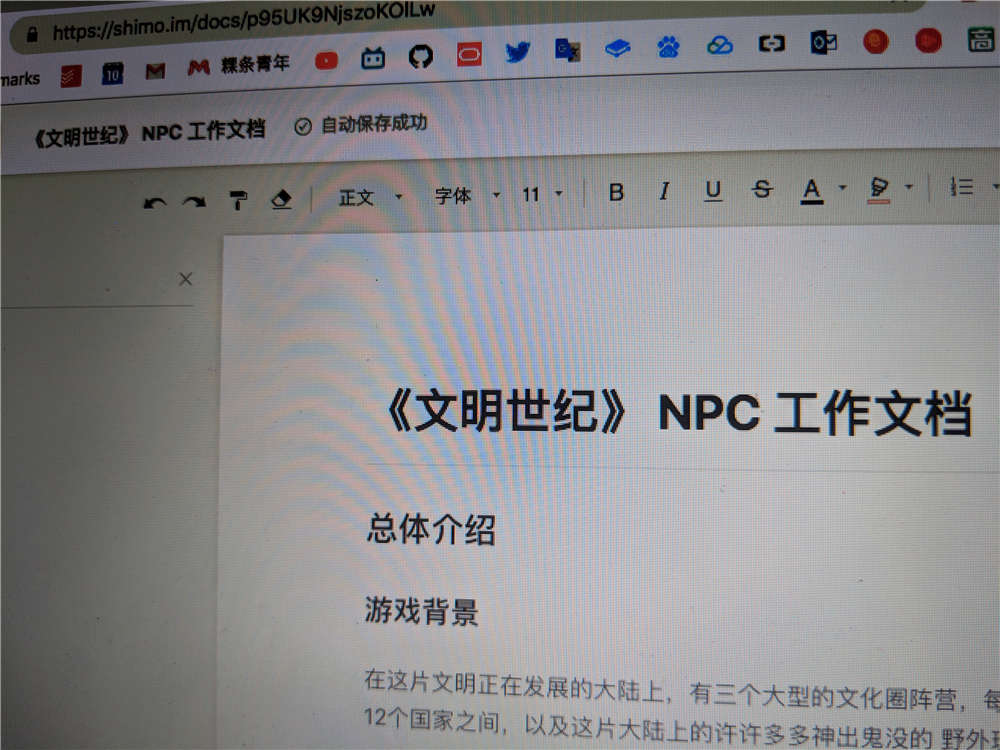 https://shimo.im/docs/p95UK9NjszoKOlLw
marks
10
粿条青年
《文明世纪》 NPC 工作文档
自动保存成功
正文 字体 11 B I U S A
《文明世纪》 NPC 工作文档
总体介绍
游戏背景
在这片文明正在发展的大陆上，有三个大型的文化圈阵营，每
12个国家之间，以及这片大陆上的许许多多神出鬼没的 野外